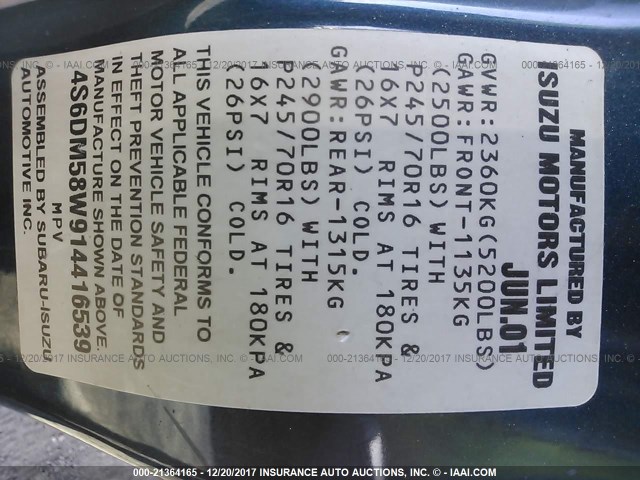 MANUFACTURED BY
ISUZU MOTORS LIMITED
JUN.01
GVWR:2360KG(5200LBS)
GAWR:FRONT-1135KG
(2500LBS) WITH
P245/70R16 TIRES &
16X7 RIMS AT 180KPA
(26PSI) COLD.
GAWR:REAR-1315KG
(2900LBS) WITH
P245/70R16 TIRES &
16X7 RIMS AT 180KPA
(26PSI) COLD.
THIS VEHICLE CONFORMS TO
ALL APPLICABLE FEDERAL
MOTOR VEHICLE SAFETY AND
THEFT PREVENTION STANDARDS
IN EFFECT ON THE DATE OF
MANUFACTURE SHOWN ABOVE.
4S6DM58W914416539
MPV
ASSEMBLED BY SUBARU-ISUZU
AUTOMOTIVE INC.
000-21364165 - 12/20/2017 INSURANCE AUTO AUCTIONS, INC. - © IAAI.COM